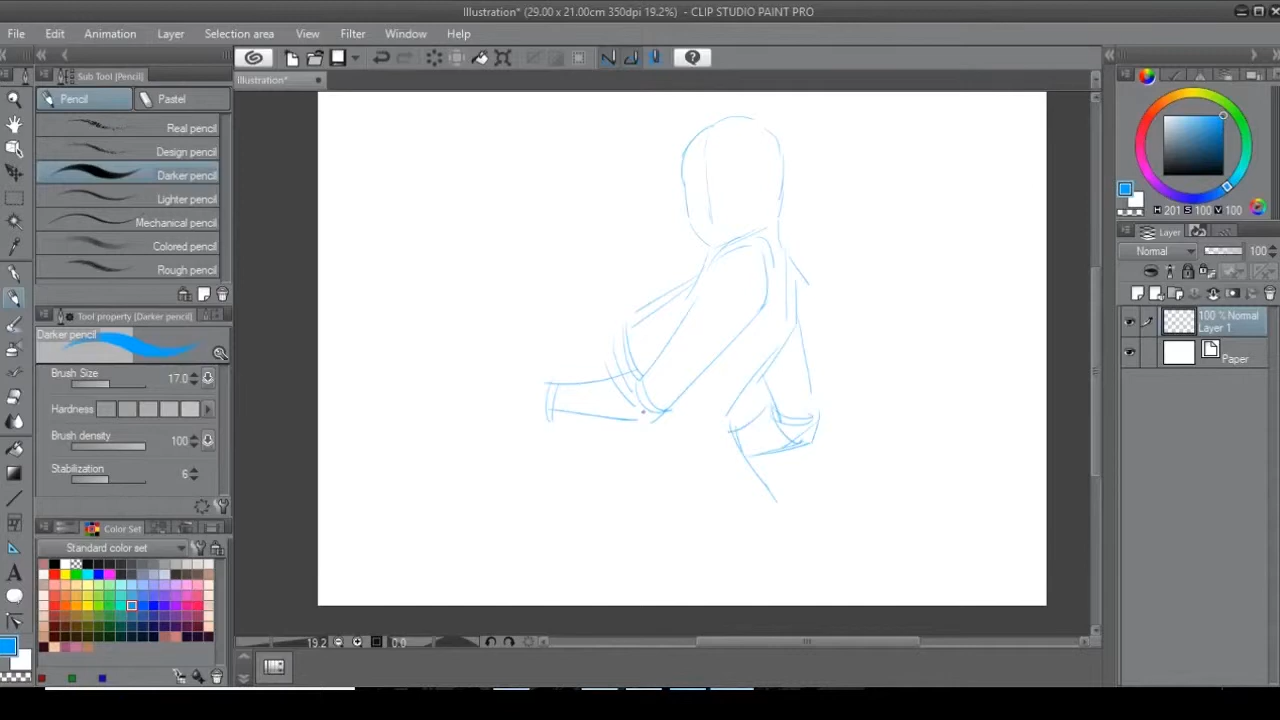 Illustration* (29.00 x 21.00cm 350dpi 19.2%) - CLIP STUDIO PAINT PRO
File Edit Animation Layer Selection area View Filter Window Help
Sub Tool [Pencil]
Illustration*
Pencil Pastel
Real pencil
Design pencil
Darker pencil
Lighter pencil
Mechanical pencil
Colored pencil
Rough pencil
Tool property [Darker pencil]
Darker pencil
Brush Size 17.0
Hardness
Brush density 100
Stabilization 6
Color Set
Standard color set
H 201 S 100 V 100
Layer
Normal 100
100 % Normal
Layer 1
Paper
19.2 0.0